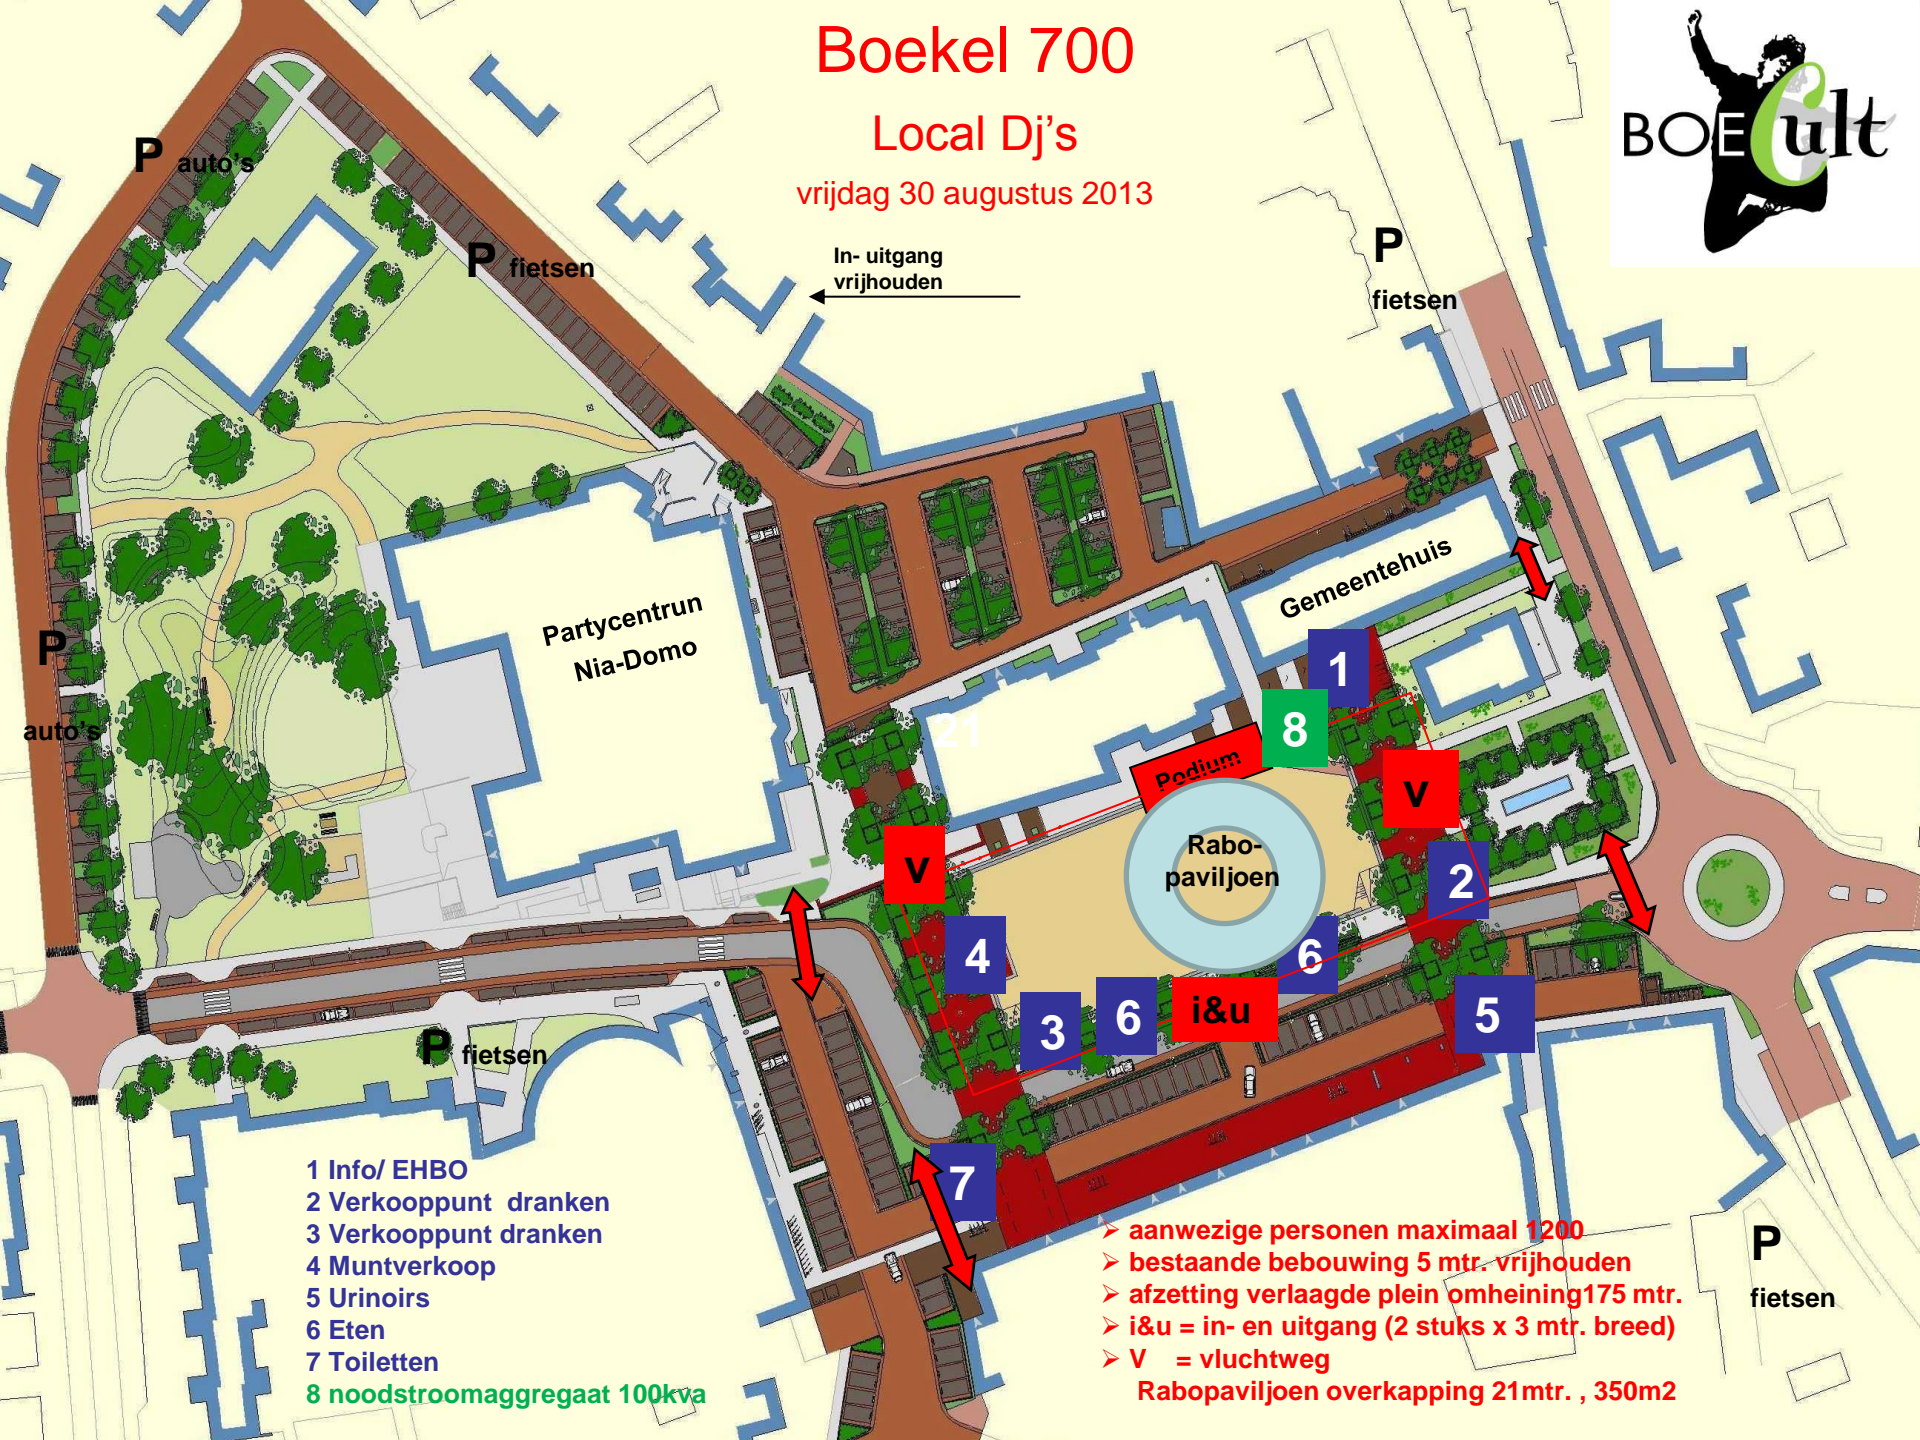 Boekel 700
Local Dj's
vrijdag 30 augustus 2013
BOECult
P auto's
P fietsen
In- uitgang
vrijhouden
P
fietsen
Gemeentehuis
Partycentrun
Nia-Domo
P
auto's
1
8
21
Podium
v
v
Rabo-
paviljoen
2
4
6
3
6
i&u
5
P fietsen
7
1 Info/ EHBO
2 Verkooppunt dranken
3 Verkooppunt dranken
4 Muntverkoop
5 Urinoirs
6 Eten
7 Toiletten
8 noodstroomaggregaat 100kva
➢ aanwezige personen maximaal 1200
➢ bestaande bebouwing 5 mtr. vrijhouden
➢ afzetting verlaagde plein omheining175 mtr.
➢ i&u = in- en uitgang (2 stuks x 3 mtr. breed)
➢ V = vluchtweg
Rabopaviljoen overkapping 21mtr. , 350m2
P
fietsen